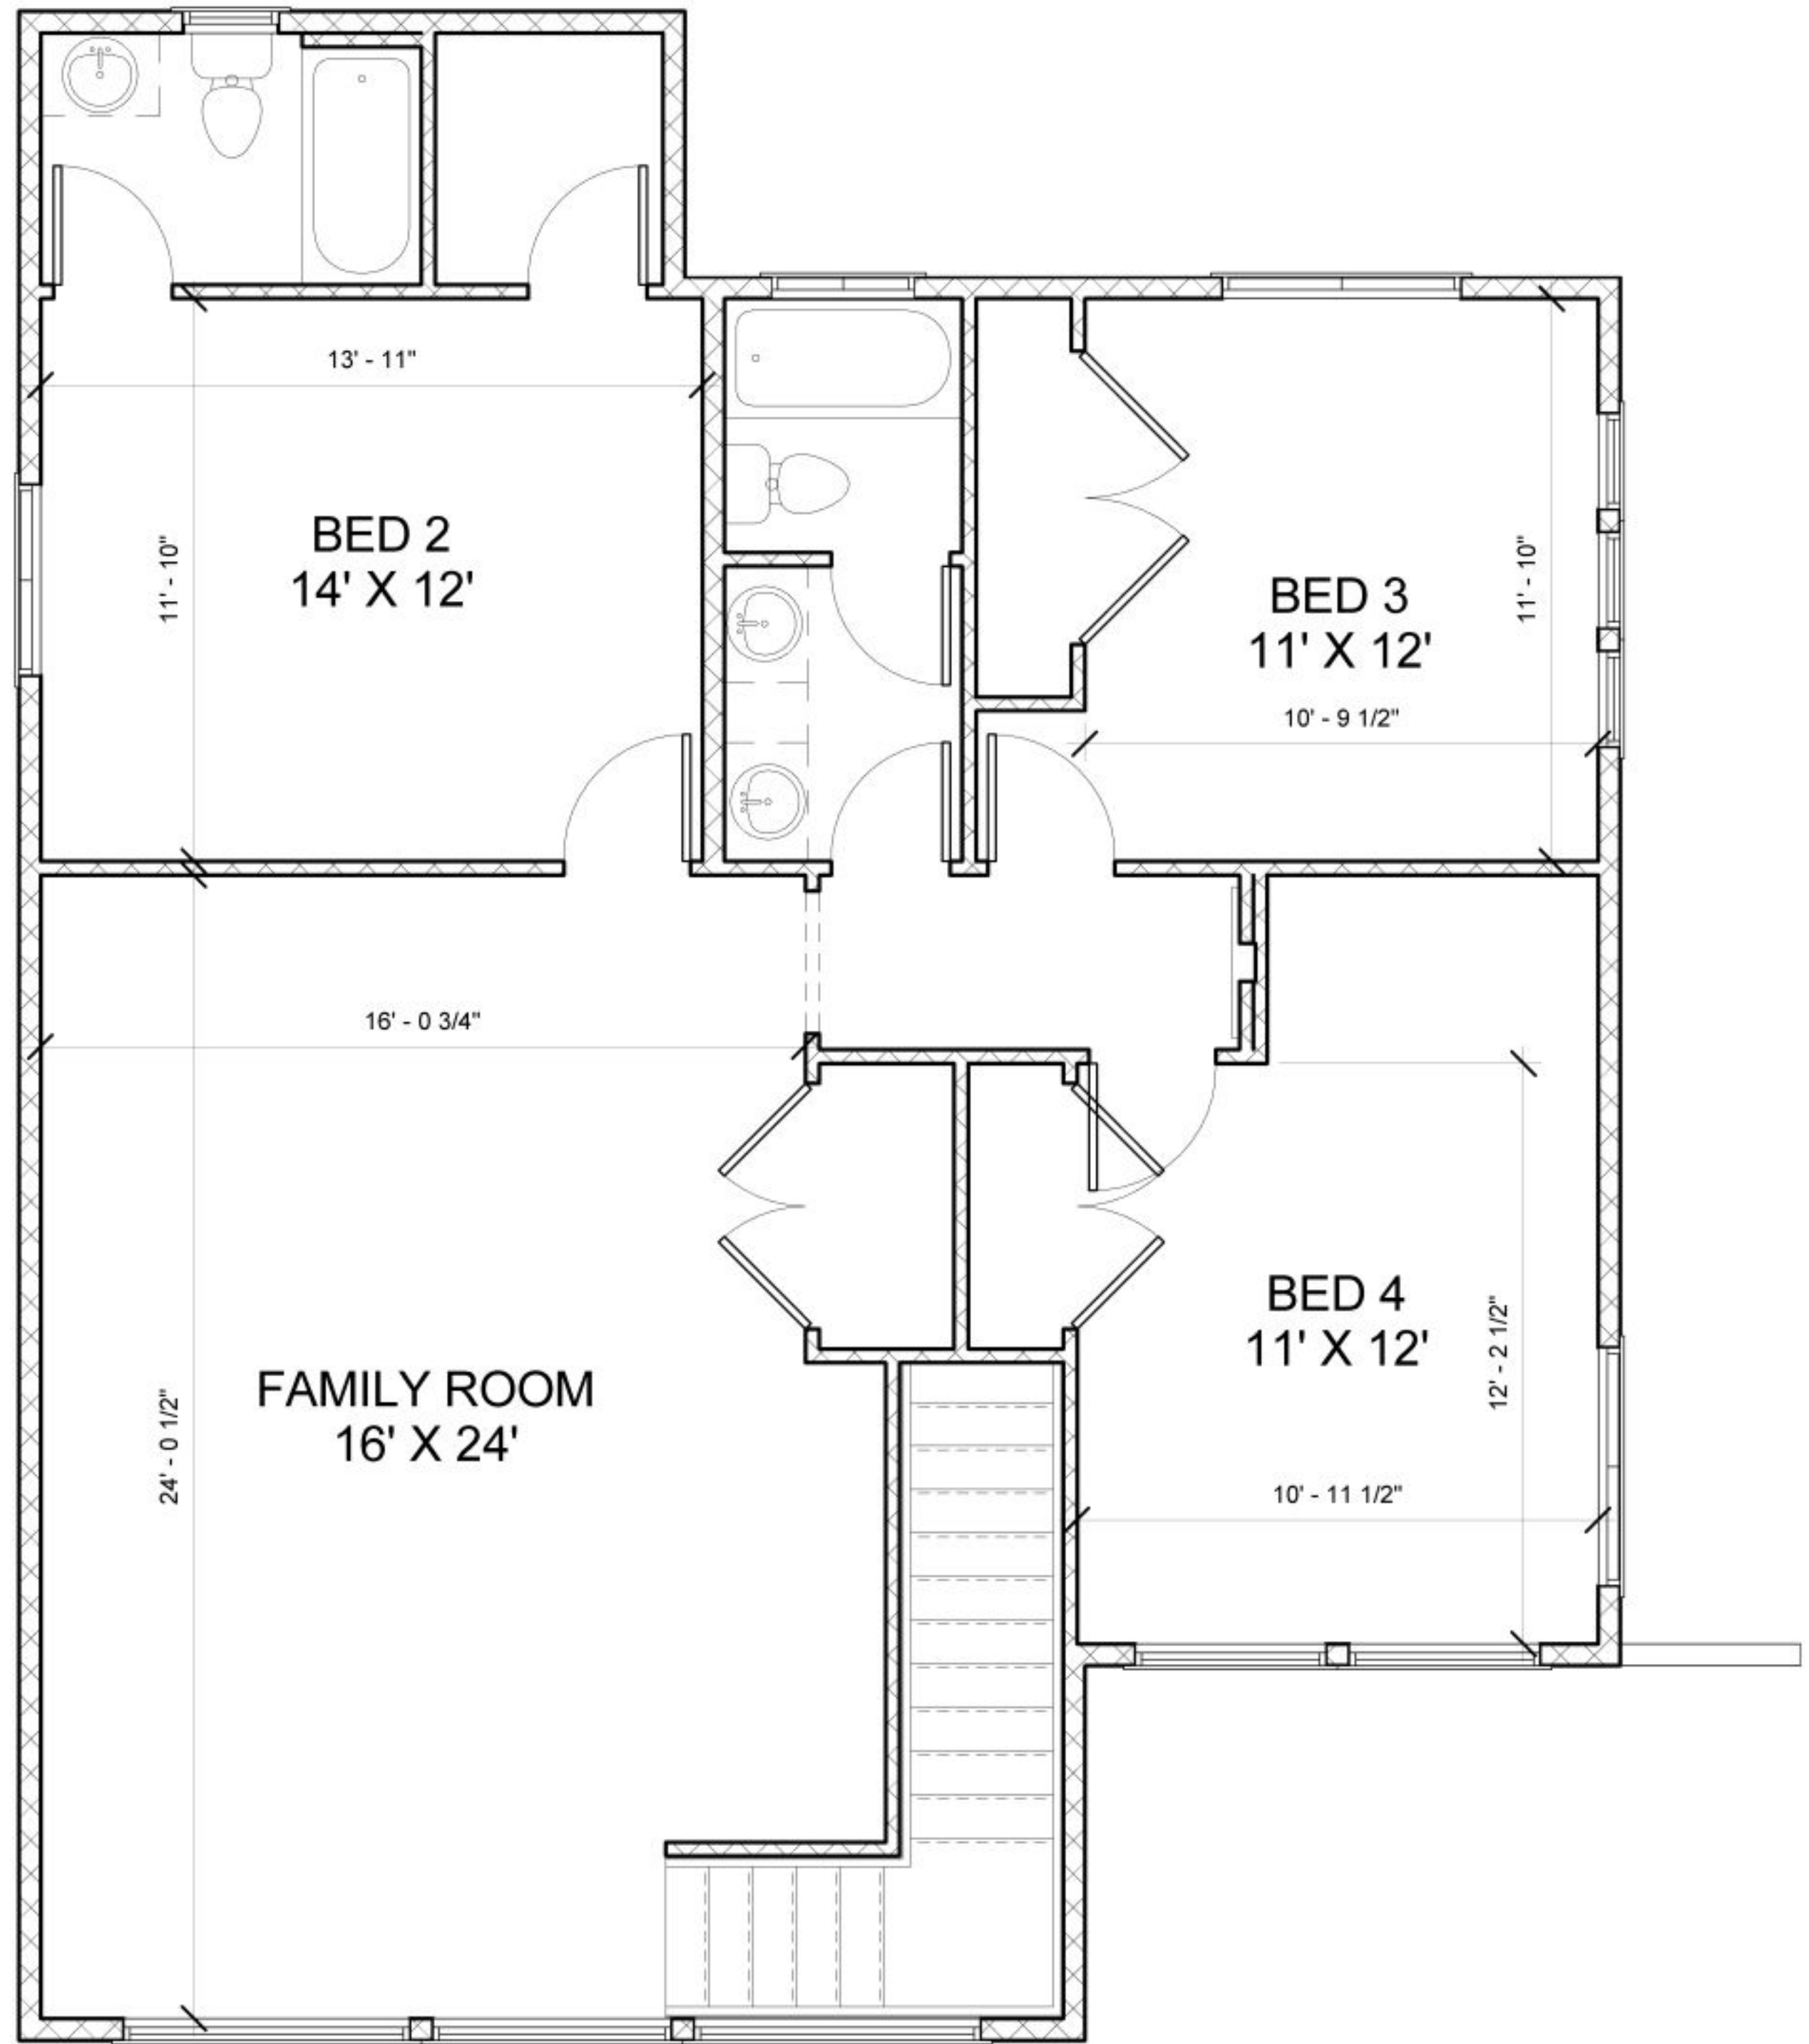 13' - 11"
BED 2
14' X 12'
11' - 10"
BED 3
11' X 12'
11' - 10"
10' - 9 1/2"
16' - 0 3/4"
FAMILY ROOM
16' X 24'
24' - 0 1/2"
BED 4
11' X 12'
12' - 2 1/2"
10' - 11 1/2"